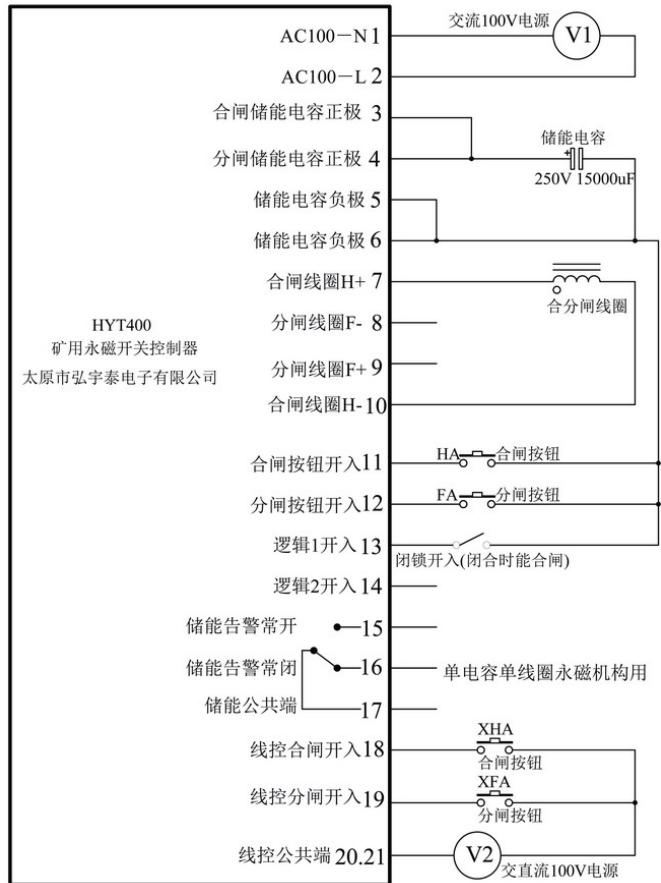 AC100－N 1
交流100V电源
V1
AC100－L 2
合闸储能电容正极 3
储能电容
分闸储能电容正极 4
+
250V 15000uF
储能电容负极 5
储能电容负极 6
合闸线圈H+ 7
合分闸线圈
HYT400
矿用永磁开关控制器
太原市弘宇泰电子有限公司
分闸线圈F- 8
分闸线圈F+ 9
合闸线圈H- 10
合闸按钮开入 11
HA 合闸按钮
分闸按钮开入 12
FA 分闸按钮
逻辑1开入 13
闭锁开入(闭合时能合闸)
逻辑2开入 14
储能告警常开 15
储能告警常闭 16
单电容单线圈永磁机构用
储能公共端 17
线控合闸开入 18
XHA
合闸按钮
线控分闸开入 19
XFA
分闸按钮
线控公共端 20.21
V2
交直流100V电源